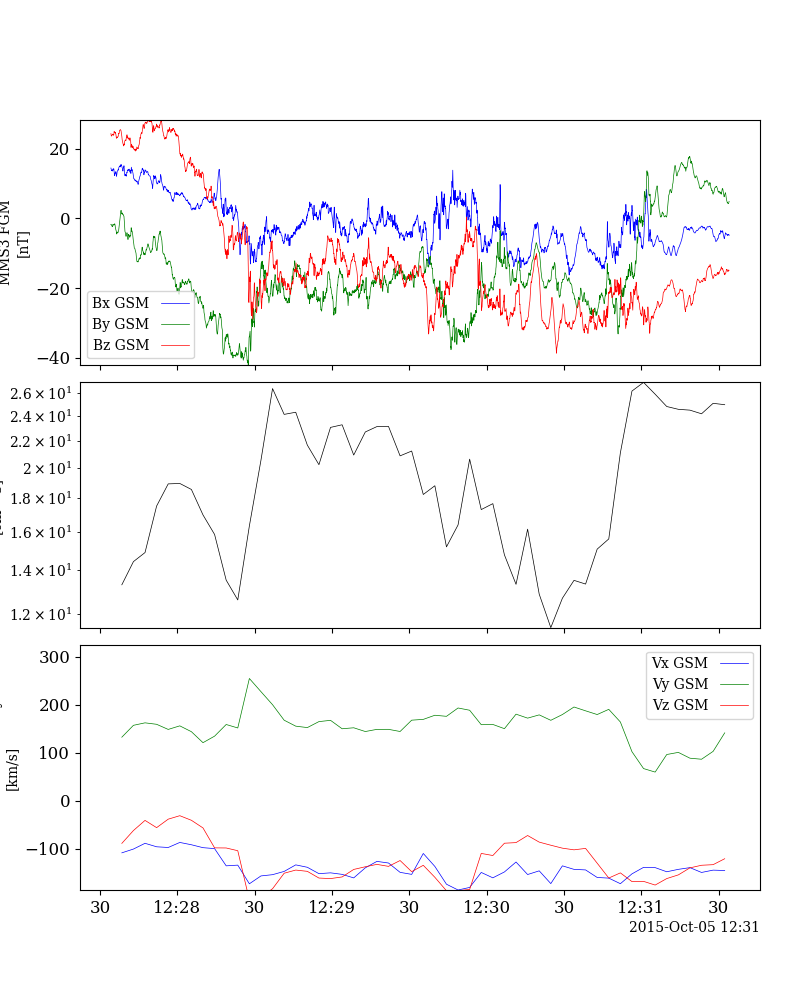 MMS3 FGM
[nT]
20
0
−20
−40
Bx GSM
By GSM
Bz GSM
2.6 × 10¹
2.4 × 10¹
2.2 × 10¹
2 × 10¹
1.8 × 10¹
1.6 × 10¹
1.4 × 10¹
1.2 × 10¹
[km/s]
300
200
100
0
−100
Vx GSM
Vy GSM
Vz GSM
30 12:28 30 12:29 30 12:30 30 12:31 30
2015-Oct-05 12:31